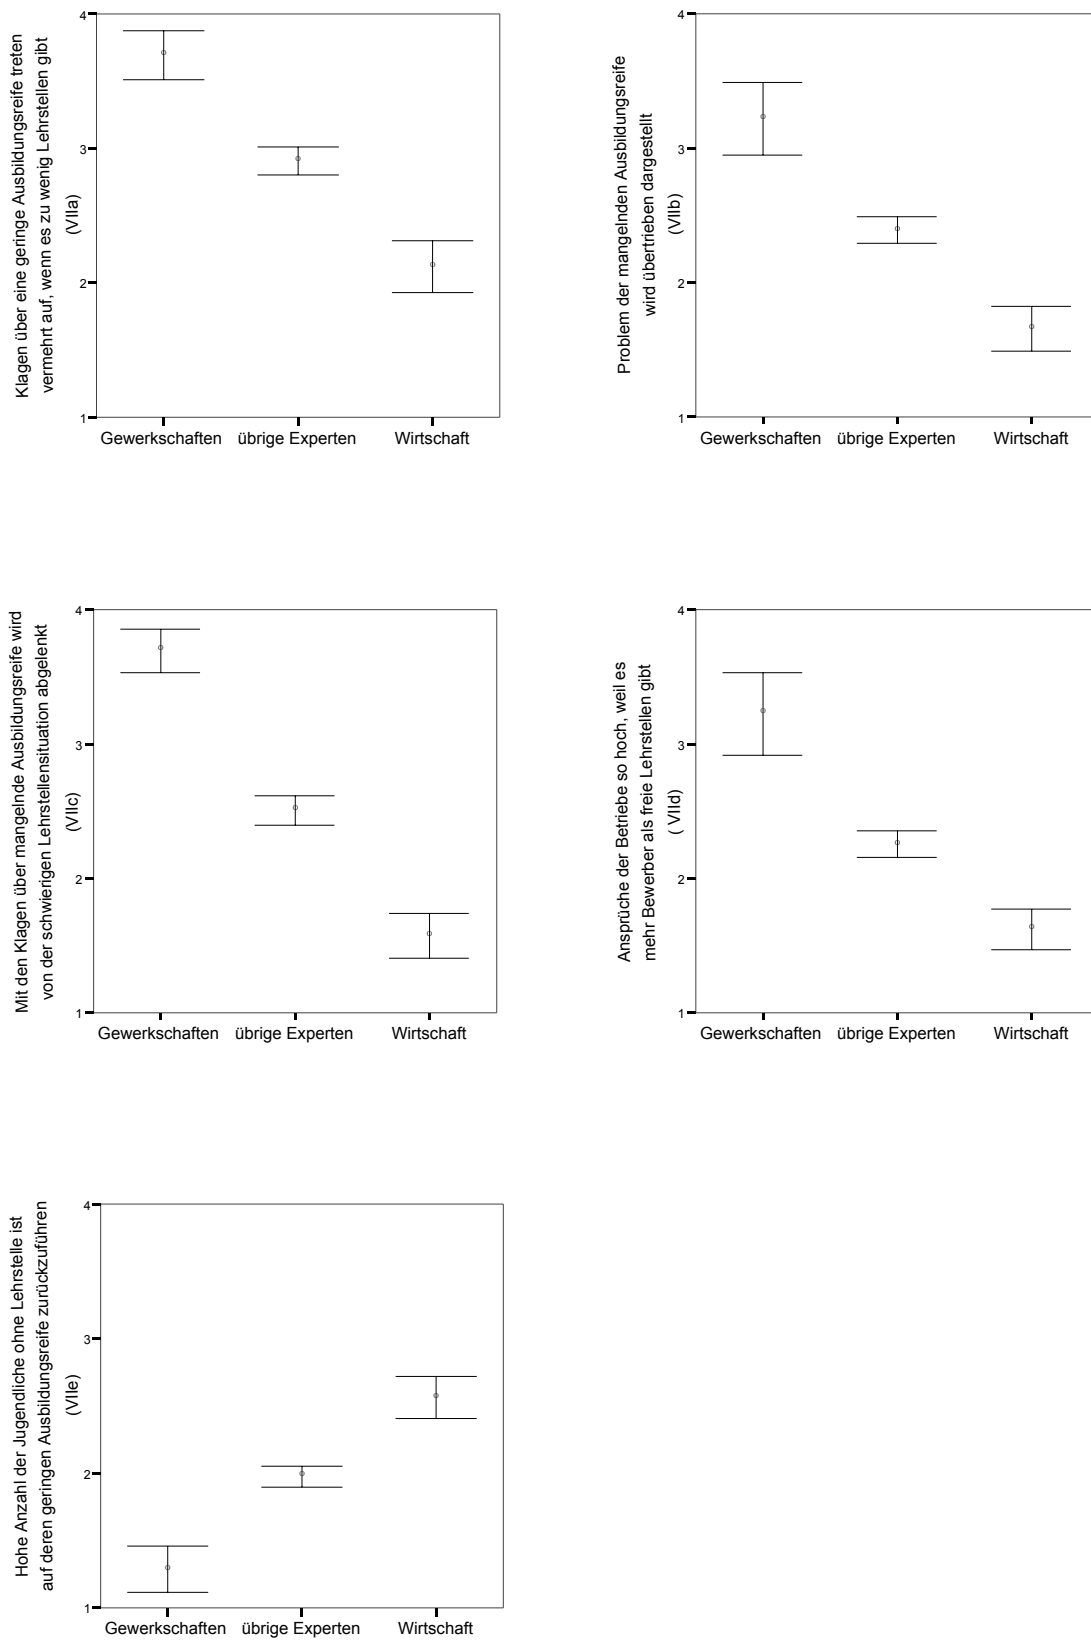 Klagen über eine geringe Ausbildungsreife treten
vermehrt auf, wenn es zu wenig Lehrstellen gibt
(VIIa)
4
3
2
1
Gewerkschaften
übrige Experten
Wirtschaft
Problem der mangelnden Ausbildungsreife
wird übertrieben dargestellt
(VIIb)
4
3
2
1
Gewerkschaften
übrige Experten
Wirtschaft
Mit den Klagen über mangelnde Ausbildungsreife wird
von der schwierigen Lehrstellensituation abgelenkt
(VIIc)
4
3
2
1
Gewerkschaften
übrige Experten
Wirtschaft
Ansprüche der Betriebe so hoch, weil es
mehr Bewerber als freie Lehrstellen gibt
( VIId)
4
3
2
1
Gewerkschaften
übrige Experten
Wirtschaft
Hohe Anzahl der Jugendliche ohne Lehrstelle ist
auf deren geringen Ausbildungsreife zurückzuführen
(VIIe)
4
3
2
1
Gewerkschaften
übrige Experten
Wirtschaft